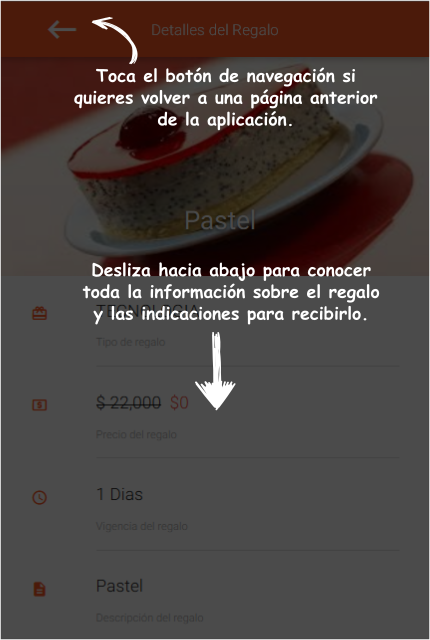 Detalles del Regalo
Toca el botón de navegación si
quieres volver a una página anterior
de la aplicación.
Pastel
Desliza hacia abajo para conocer
toda la información sobre el regalo
y las indicaciones para recibirlo.
TECNOLOGIA
Tipo de regalo
$ 22,000 $0
Precio del regalo
1 Dias
Vigencia del regalo
Pastel
Descripción del regalo